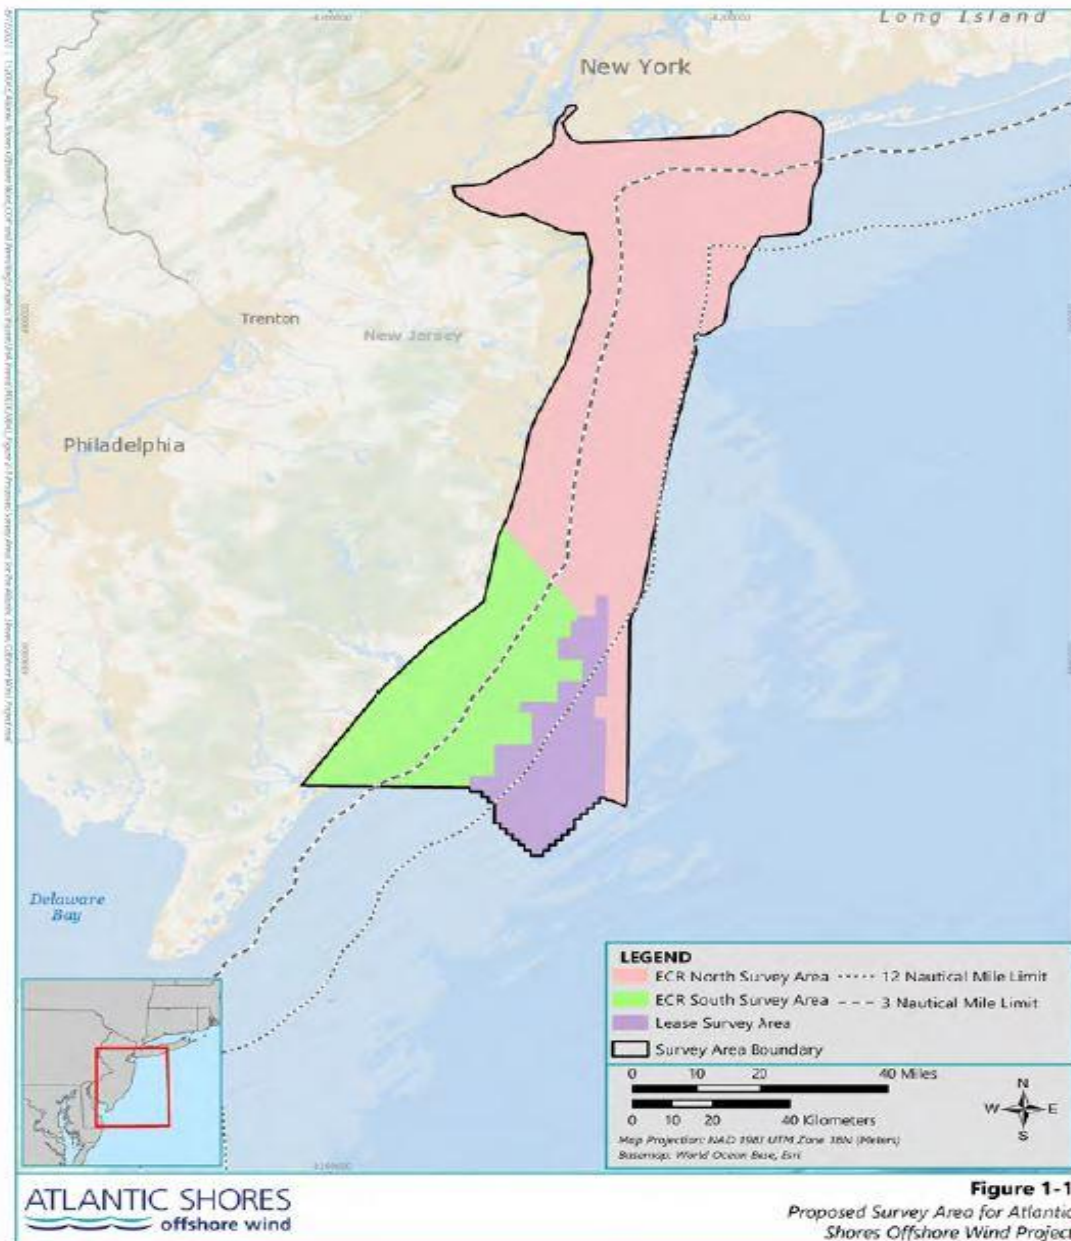 Long Island
New York
Trenton
New Jersey
Philadelphia
Delaware
Bay
LEGEND
ECR North Survey Area
12 Nautical Mile Limit
ECR South Survey Area
3 Nautical Mile Limit
Lease Survey Area
Survey Area Boundary
0 10 20 40 Miles
0 10 20 40 Kilometers
N
W E
S
Map Projection: NAD 1983 UTM Zone 18N (Meters)
Basemap: World Ocean Base, Esri
ATLANTIC SHORES
offshore wind
Figure 1-1
Proposed Survey Area for Atlantic
Shores Offshore Wind Project